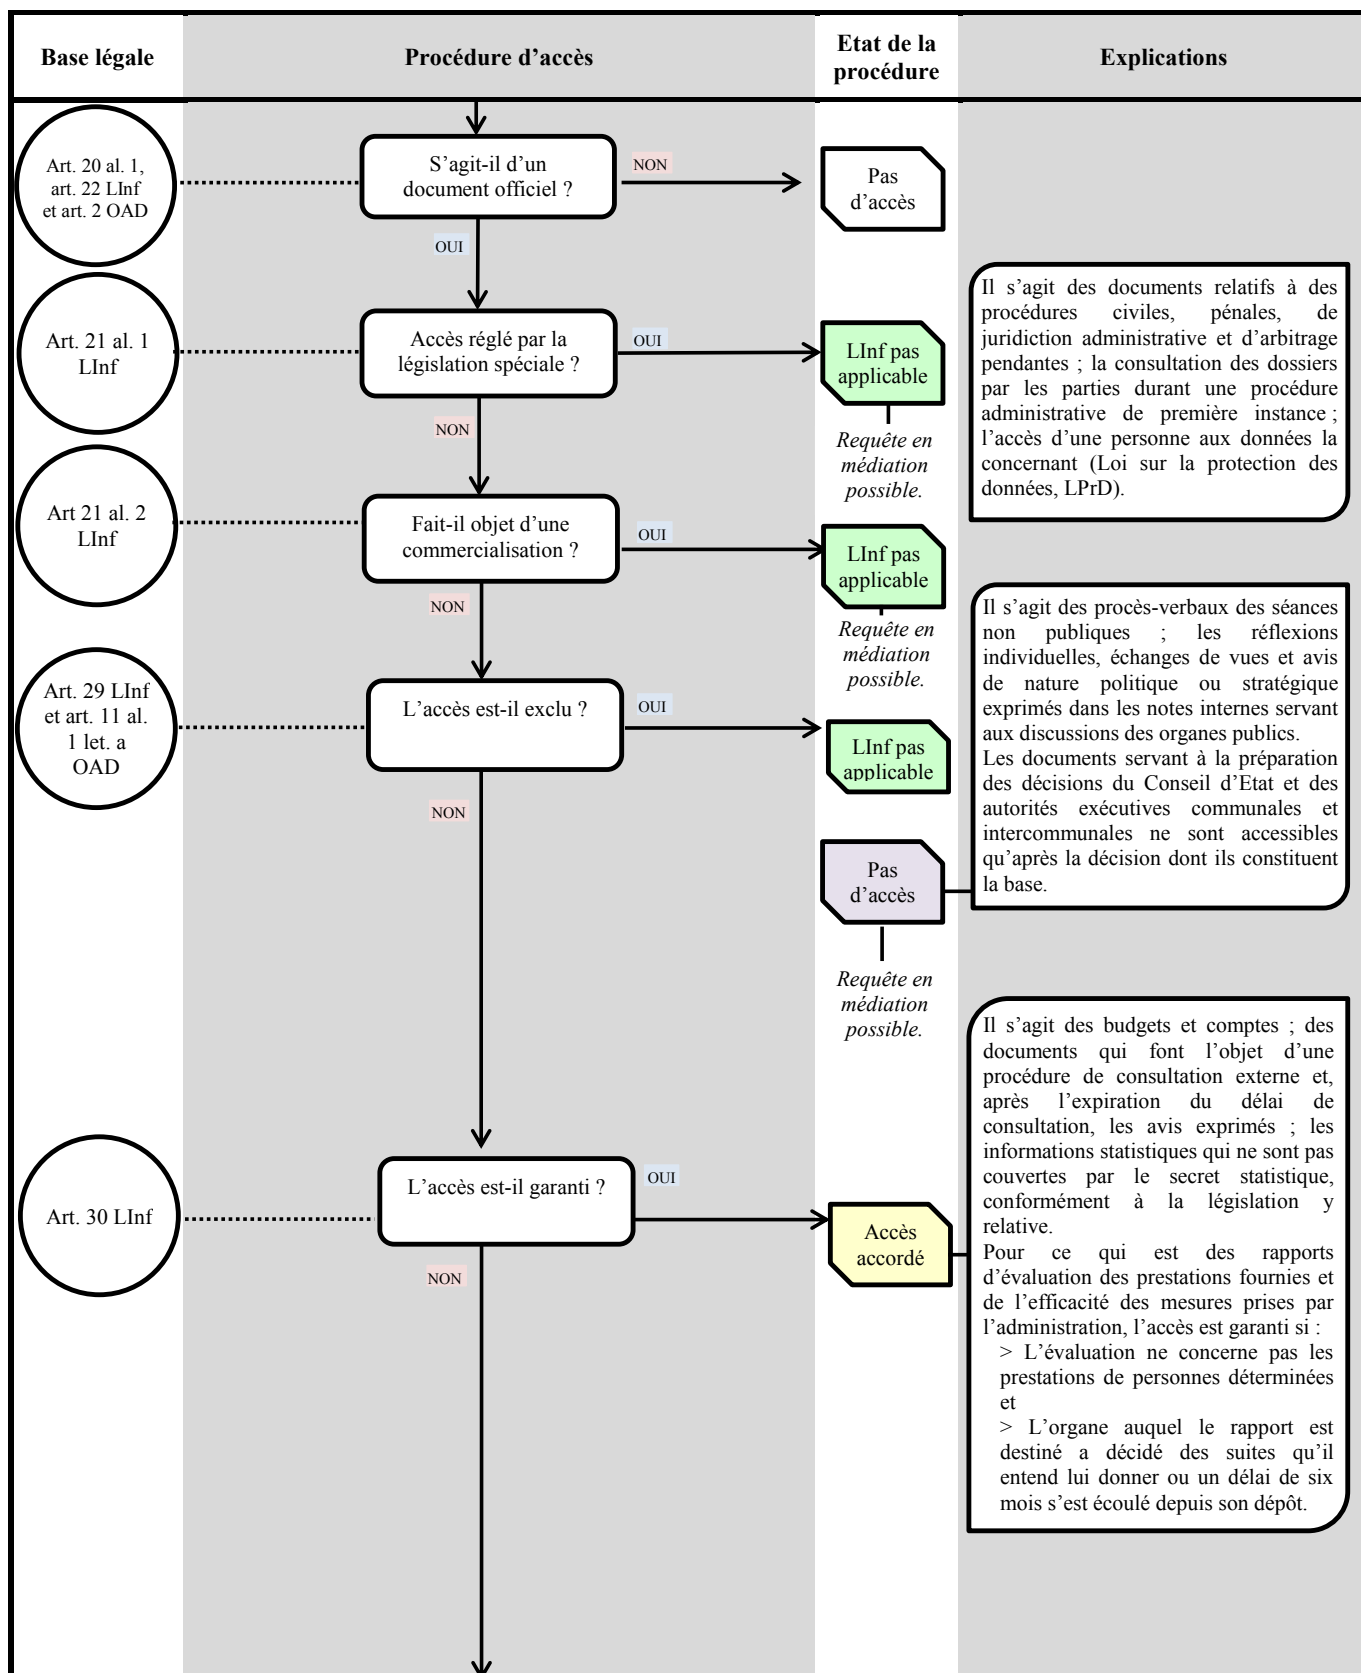 Base légale
Procédure d’accès
Etat de la
procédure
Explications
Art. 20 al. 1,
art. 22 LInf
et art. 2 OAD
S’agit-il d’un
document officiel ?
NON
Pas
d’accès
OUI
Art. 21 al. 1
LInf
Accès réglé par la
législation spéciale ?
OUI
LInf pas
applicable
Requête en
médiation
possible.
Il s’agit des documents relatifs à des
procédures civiles, pénales, de
juridiction administrative et d’arbitrage
pendantes ; la consultation des dossiers
par les parties durant une procédure
administrative de première instance ;
l’accès d’une personne aux données la
concernant (Loi sur la protection des
données, LPrD).
NON
Art 21 al. 2
LInf
Fait-il objet d’une
commercialisation ?
OUI
LInf pas
applicable
Requête en
médiation
possible.
NON
Art. 29 LInf
et art. 11 al.
1 let. a
OAD
L’accès est-il exclu ?
OUI
LInf pas
applicable
Pas
d’accès
Requête en
médiation
possible.
Il s’agit des procès-verbaux des séances
non publiques ; les réflexions
individuelles, échanges de vues et avis
de nature politique ou stratégique
exprimés dans les notes internes servant
aux discussions des organes publics.
Les documents servant à la préparation
des décisions du Conseil d’Etat et des
autorités exécutives communales et
intercommunales ne sont accessibles
qu’après la décision dont ils constituent
la base.
NON
Art. 30 LInf
L’accès est-il garanti ?
OUI
Accès
accordé
Il s’agit des budgets et comptes ; des
documents qui font l’objet d’une
procédure de consultation externe et,
après l’expiration du délai de
consultation, les avis exprimés ; les
informations statistiques qui ne sont pas
couvertes par le secret statistique,
conformément à la législation y
relative.
Pour ce qui est des rapports
d’évaluation des prestations fournies et
de l’efficacité des mesures prises par
l’administration, l’accès est garanti si :
> L’évaluation ne concerne pas les
prestations de personnes déterminées
et
> L’organe auquel le rapport est
destiné a décidé des suites qu’il
entend lui donner ou un délai de six
mois s’est écoulé depuis son dépôt.
NON